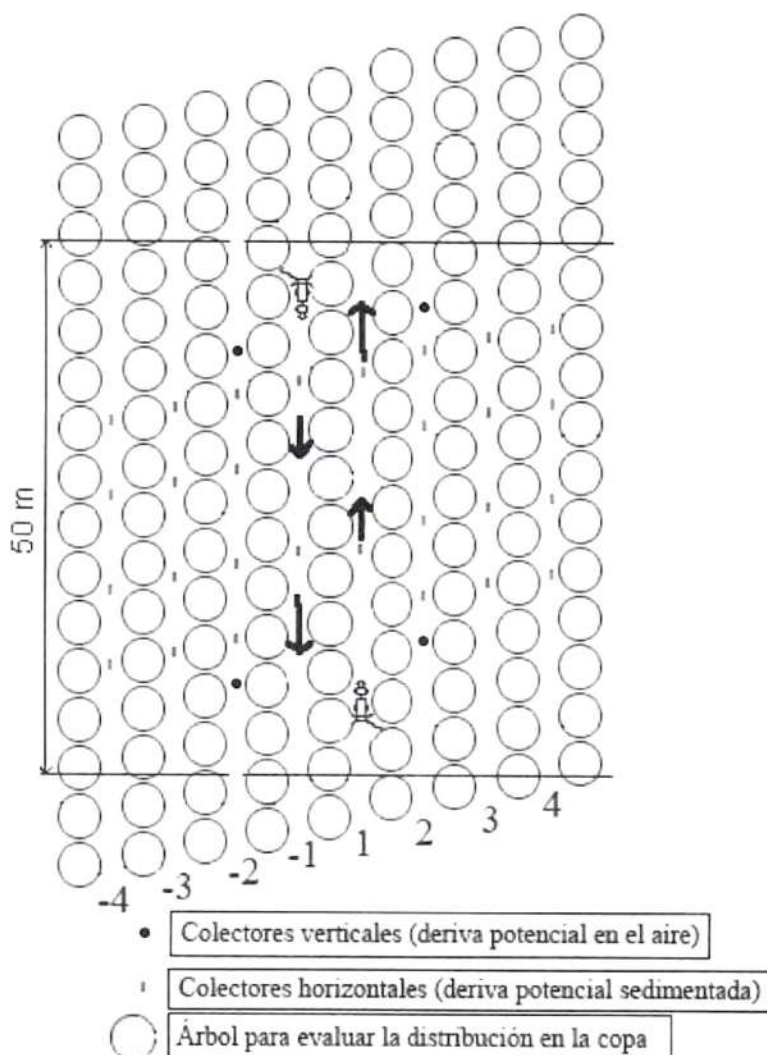 50 m
-4 -3 -2 -1 1 2 3 4
Colectores verticales (deriva potencial en el aire)
Colectores horizontales (deriva potencial sedimentada)
Árbol para evaluar la distribución en la copa